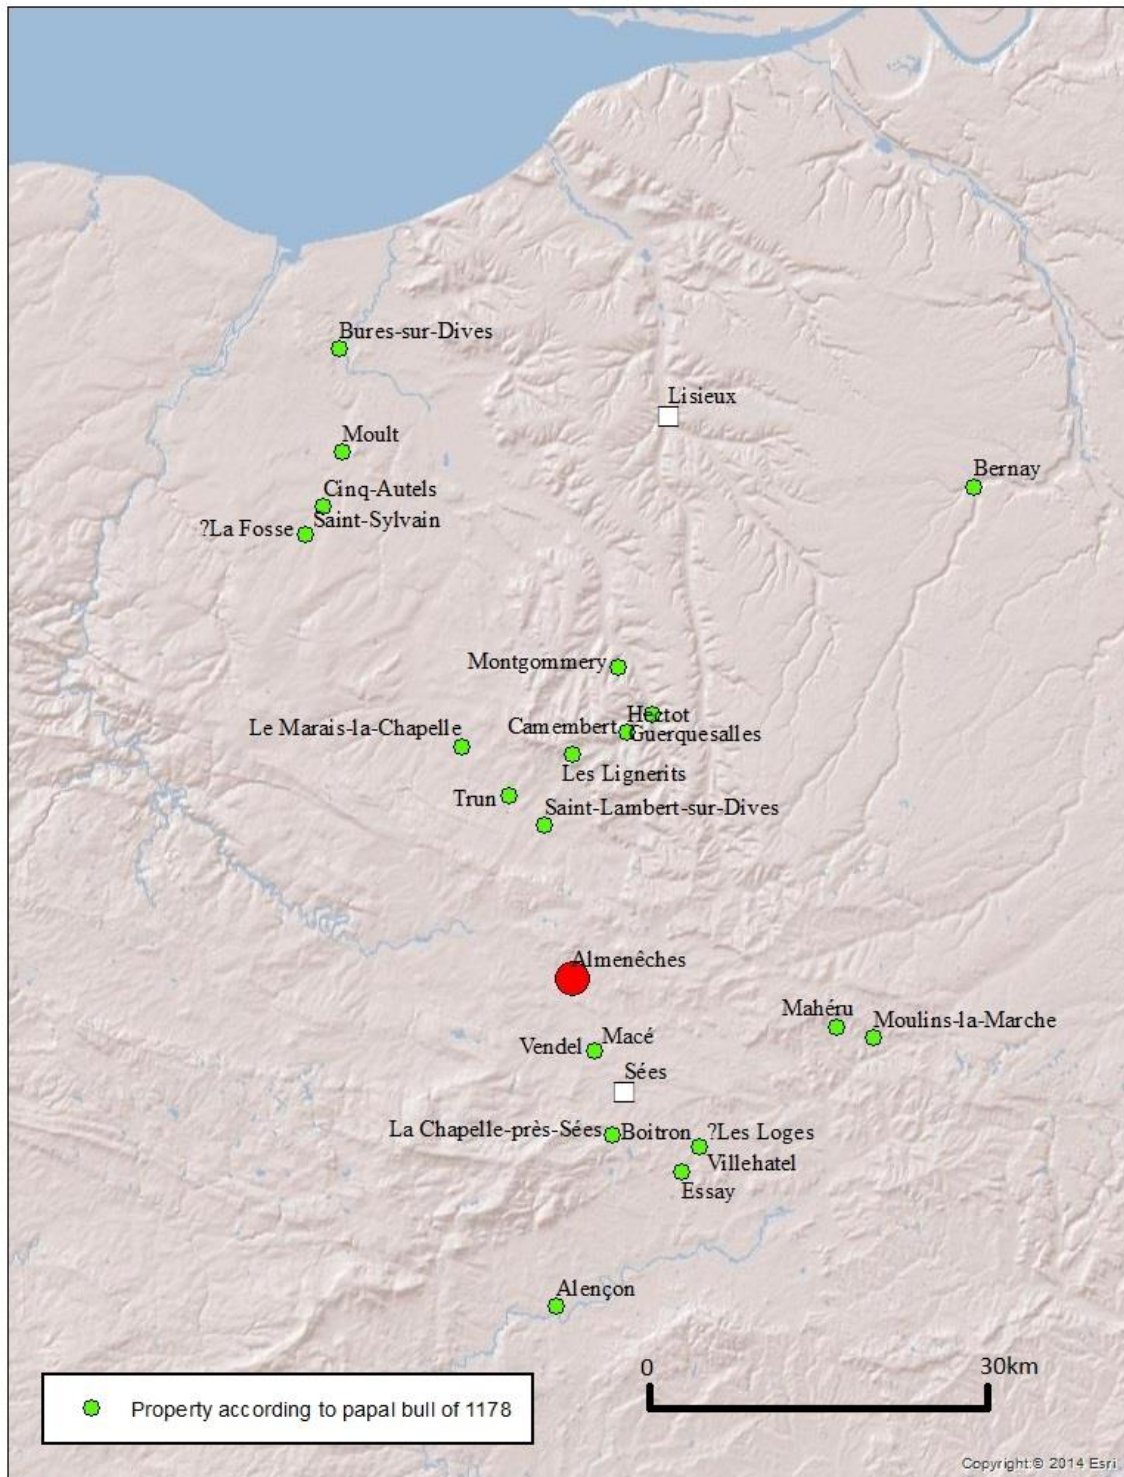 Bures-sur-Dives
Lisieux
Moult
Bernay
Cinq-Autels
?La Fosse
Saint-Sylvain
Montgommery
Hectot
Camembert
Guerquesalles
Le Marais-la-Chapelle
Les Lignerits
Trun
Saint-Lambert-sur-Dives
Almenêches
Mahéru
Moulins-la-Marche
Macé
Vendel
Sées
La Chapelle-près-Sées
Boitron
?Les Loges
Villehatel
Essay
Alençon
0 30km
Property according to papal bull of 1178
Copyright:© 2014 Esri